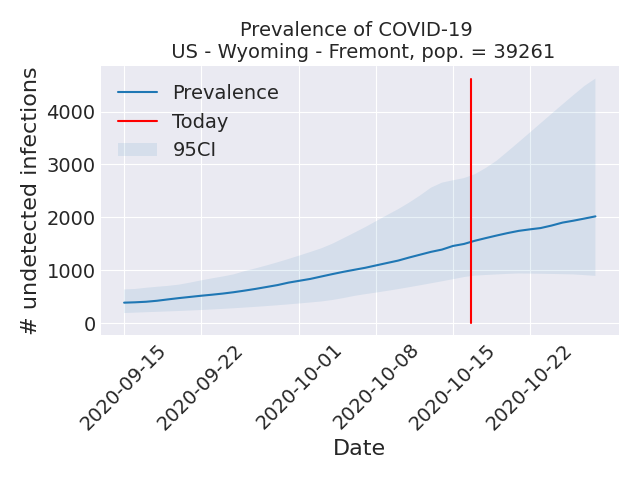 Prevalence of COVID-19
US - Wyoming - Fremont, pop. = 39261
Prevalence
Today
95CI
# undetected infections
4000
3000
2000
1000
0
2020-09-15
2020-09-22
2020-10-01
2020-10-08
2020-10-15
2020-10-22
Date